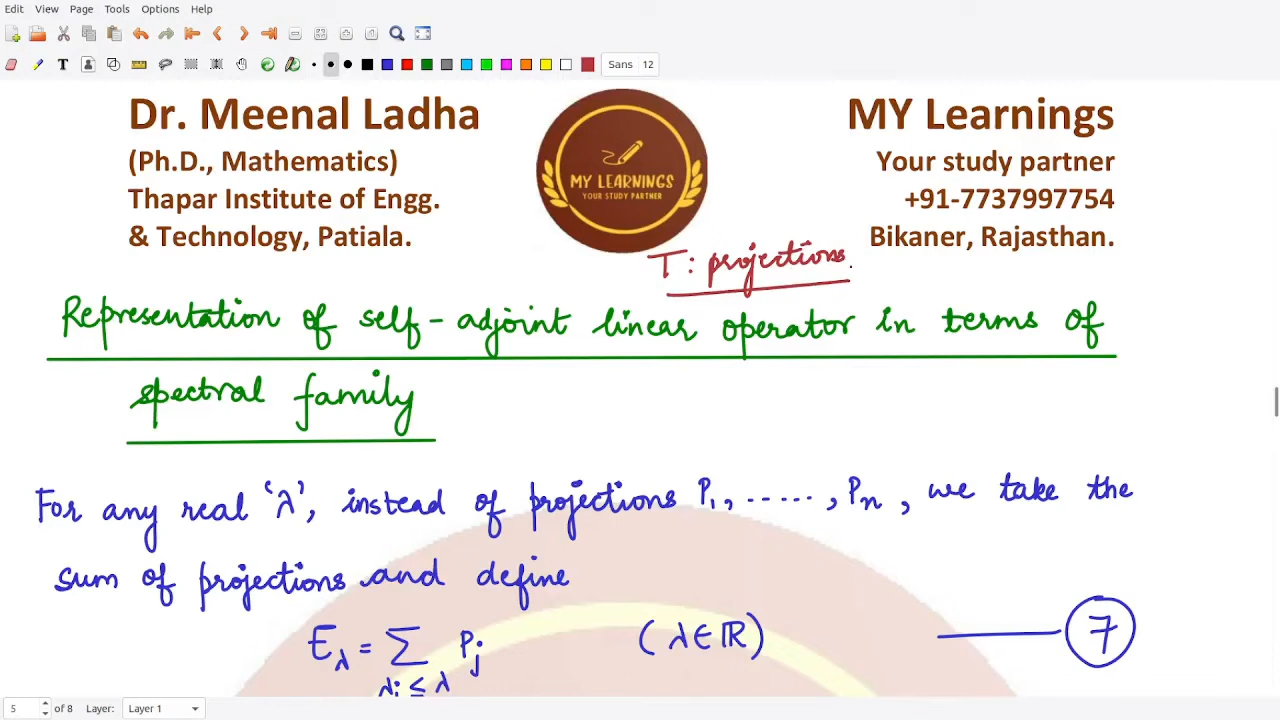 Edit View Page Tools Options Help
Sans 12
Dr. Meenal Ladha
(Ph.D., Mathematics)
Thapar Institute of Engg.
& Technology, Patiala.
MY LEARNINGS
YOUR STUDY PARTNER
MY Learnings
Your study partner
+91-7737997754
Bikaner, Rajasthan.
T : projections.
Representation of self-adjoint linear operator in terms of
spectral family
For any real 'λ', instead of projections P₁, ......, Pₙ, we take the
sum of projections and define
E_λ = Σ P_j (λ ∈ ℝ) —— 7
λ_j ≤ λ
5 of 8 Layer: Layer 1